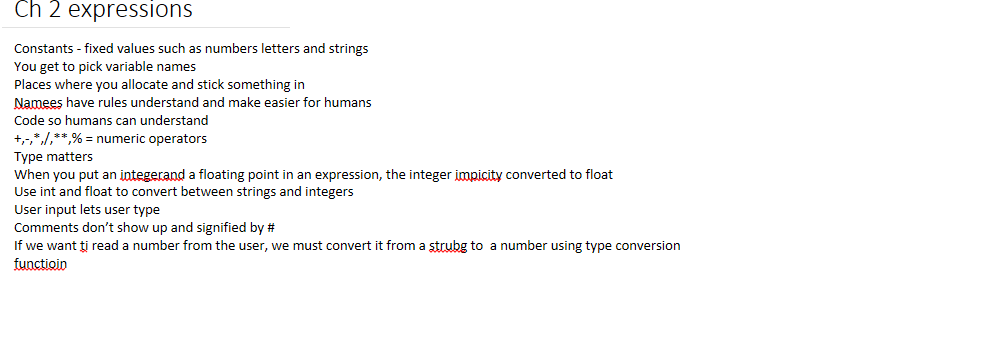 Ch 2 expressions
Constants - fixed values such as numbers letters and strings
You get to pick variable names
Places where you allocate and stick something in
Namees have rules understand and make easier for humans
Code so humans can understand
+,-,*,/,**,% = numeric operators
Type matters
When you put an integerand a floating point in an expression, the integer impicity converted to float
Use int and float to convert between strings and integers
User input lets user type
Comments don't show up and signified by #
If we want ti read a number from the user, we must convert it from a strubg to  a number using type conversion
functioin